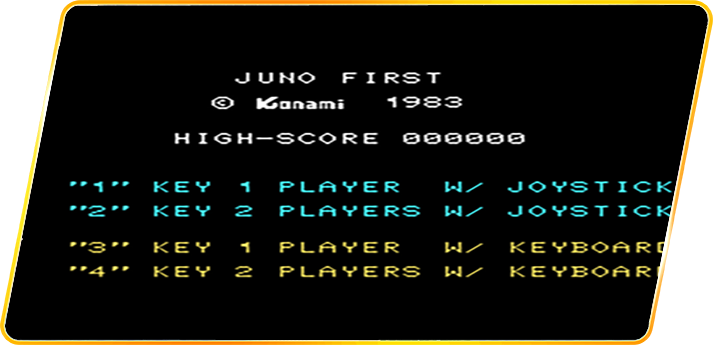 JUNO FIRST
© Konami 1983
HIGH-SCORE 000000
"1" KEY 1 PLAYER W/ JOYSTICK
"2" KEY 2 PLAYERS W/ JOYSTICK
"3" KEY 1 PLAYER W/ KEYBOARD
"4" KEY 2 PLAYERS W/ KEYBOARD